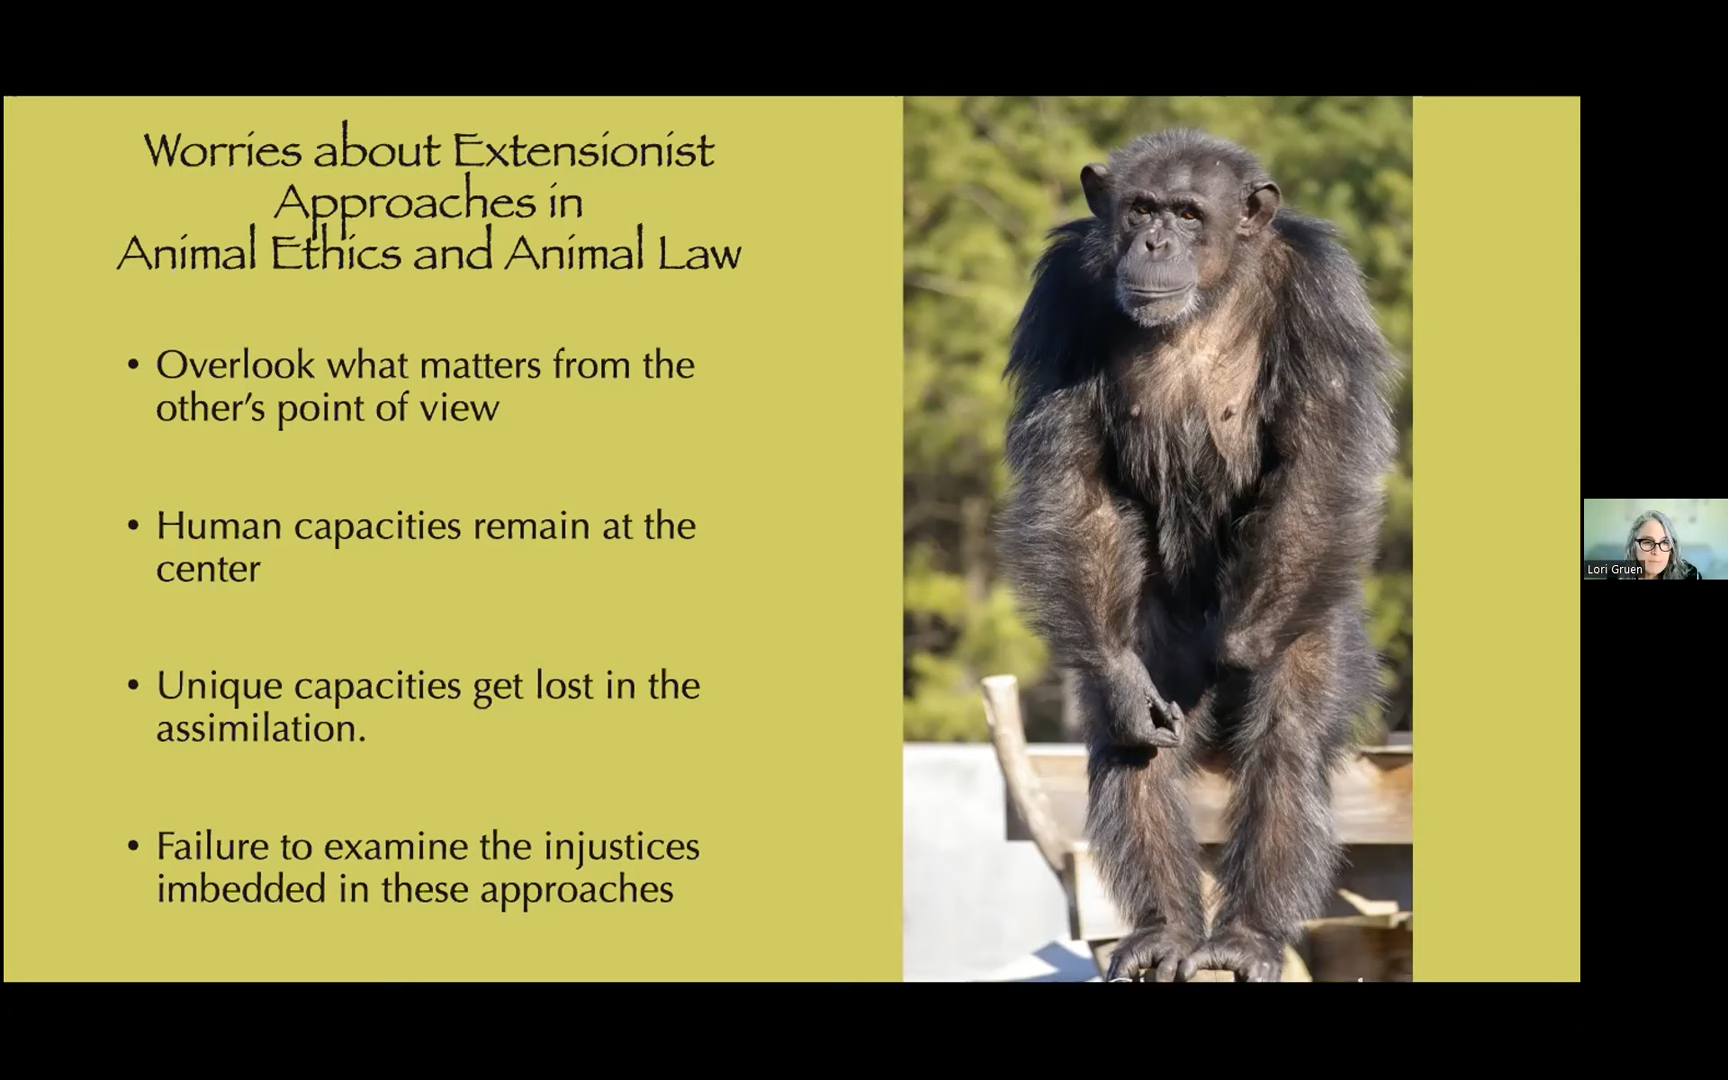 Worries about Extensionist
Approaches in
Animal Ethics and Animal Law
• Overlook what matters from the
other’s point of view
• Human capacities remain at the
center
• Unique capacities get lost in the
assimilation.
• Failure to examine the injustices
imbedded in these approaches
Lori Gruen